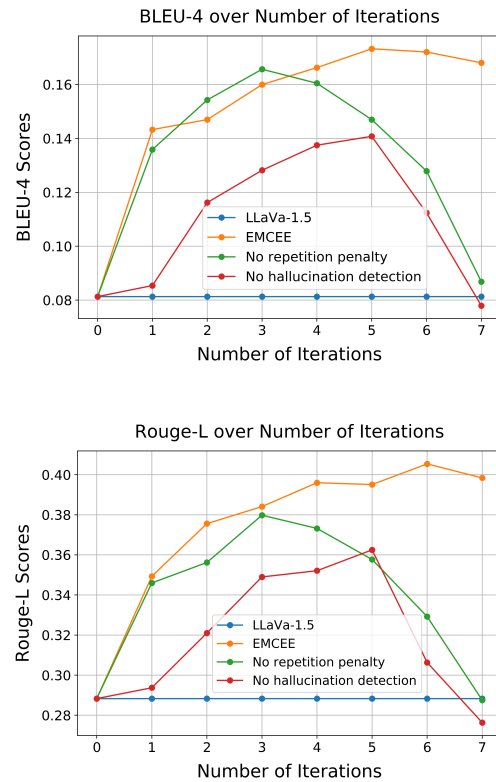 BLEU-4 over Number of Iterations
0.16
0.14
0.12
0.10
0.08
BLEU-4 Scores
LLaVa-1.5
EMCEE
No repetition penalty
No hallucination detection
0 1 2 3 4 5 6 7
Number of Iterations
Rouge-L over Number of Iterations
0.40
0.38
0.36
0.34
0.32
0.30
0.28
Rouge-L Scores
LLaVa-1.5
EMCEE
No repetition penalty
No hallucination detection
0 1 2 3 4 5 6 7
Number of Iterations